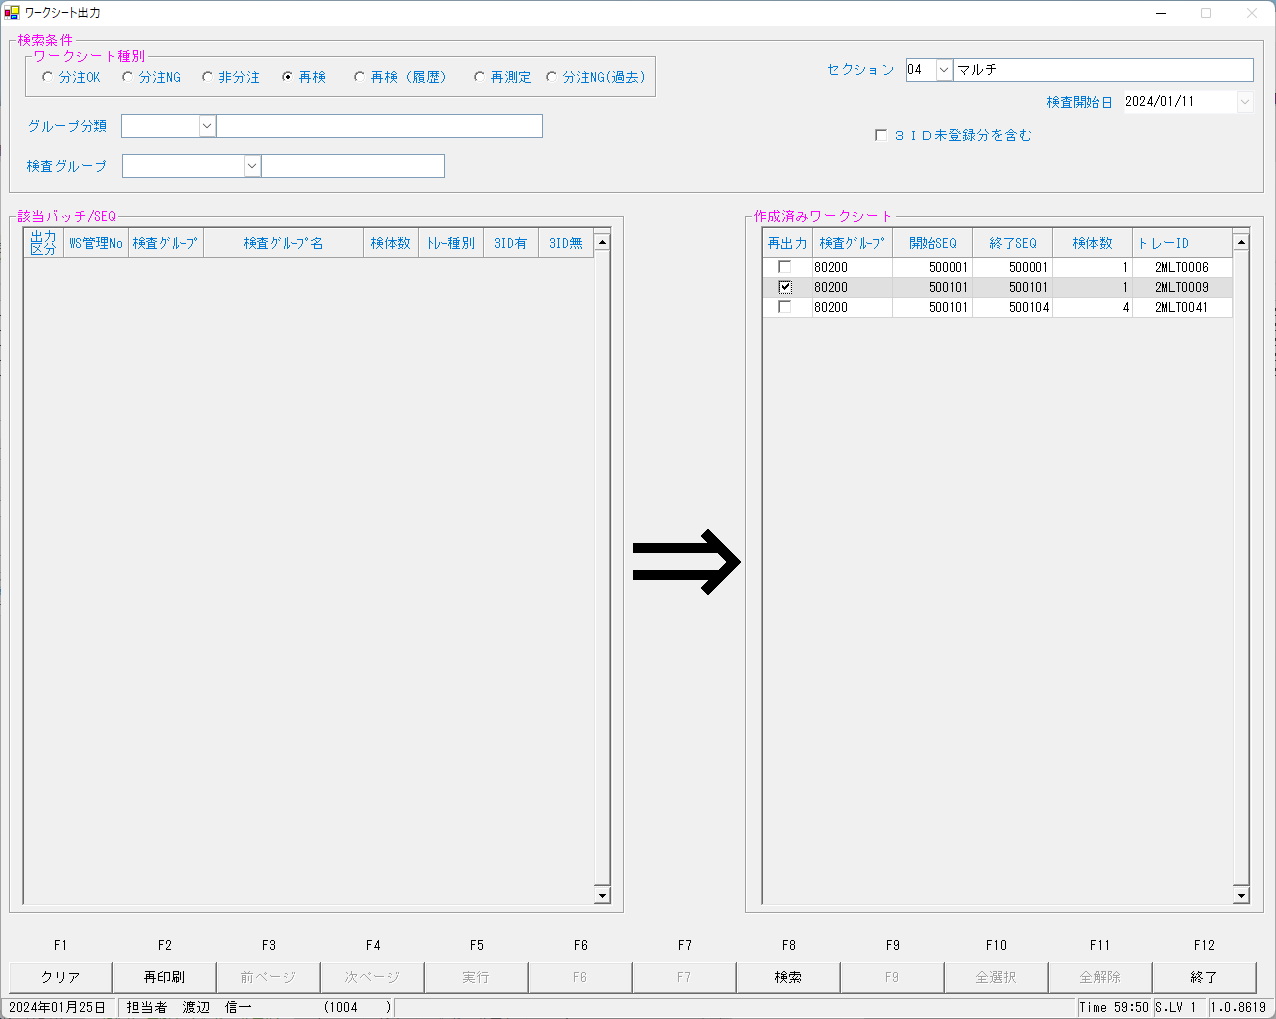 ワークシート出力
検索条件
ワークシート種別
分注OK 分注NG 非分注 再検 再検（履歴） 再測定 分注NG(過去)
セクション 04 マルチ
検査開始日 2024/01/11
グループ分類
３ＩＤ未登録分を含む
検査グループ
該当バッチ/SEQ
出力区分 WS管理No 検査ｸﾞﾙｰﾌﾟ 検査ｸﾞﾙｰﾌﾟ名 検体数 ﾄﾚｰ種別 3ID有 3ID無
作成済みワークシート
再出力 検査ｸﾞﾙｰﾌﾟ 開始SEQ 終了SEQ 検体数 トレーID
80200 500001 500001 1 2MLT0006
80200 500101 500101 1 2MLT0009
80200 500101 500104 4 2MLT0041
F1 F2 F3 F4 F5 F6 F7 F8 F9 F10 F11 F12
クリア 再印刷 前ページ 次ページ 実行 F6 F7 検索 F9 全選択 全解除 終了
2024年01月25日 担当者 渡辺 信一 (1004 ) Time 59:50 S.LV 1 1.0.8619